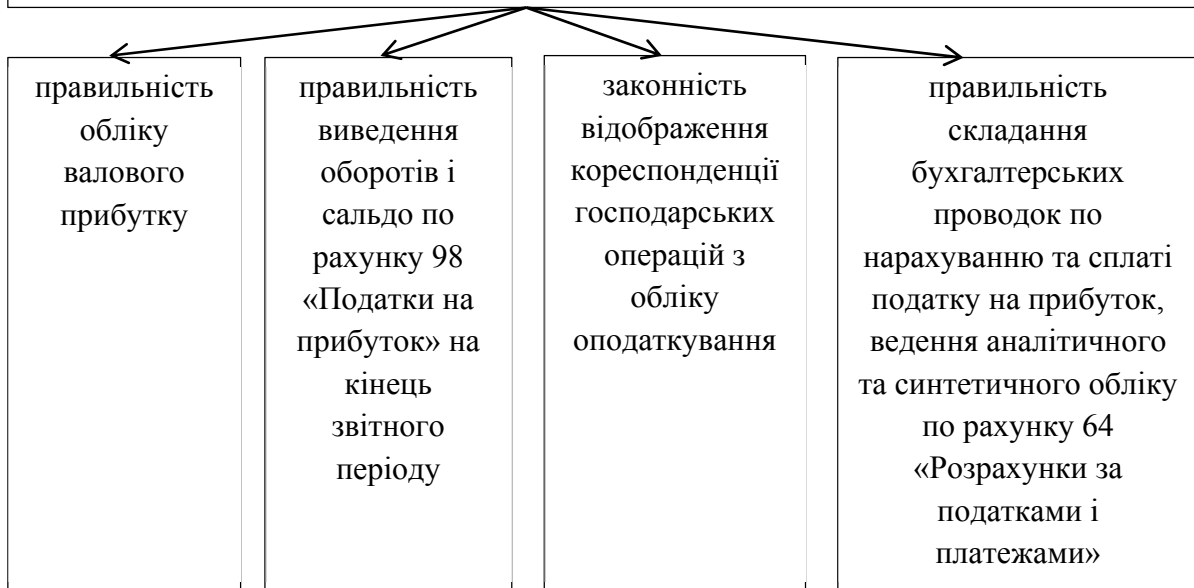 правильність
обліку
валового
прибутку
правильність
виведення
оборотів і
сальдо по
рахунку 98
«Податки на
прибуток» на
кінець
звітного
періоду
законність
відображення
кореспонденції
господарських
операцій з
обліку
оподаткування
правильність
складання
бухгалтерських
проводок по
нарахуванню та сплаті
податку на прибуток,
ведення аналітичного
та синтетичного обліку
по рахунку 64
«Розрахунки за
податками і
платежами»